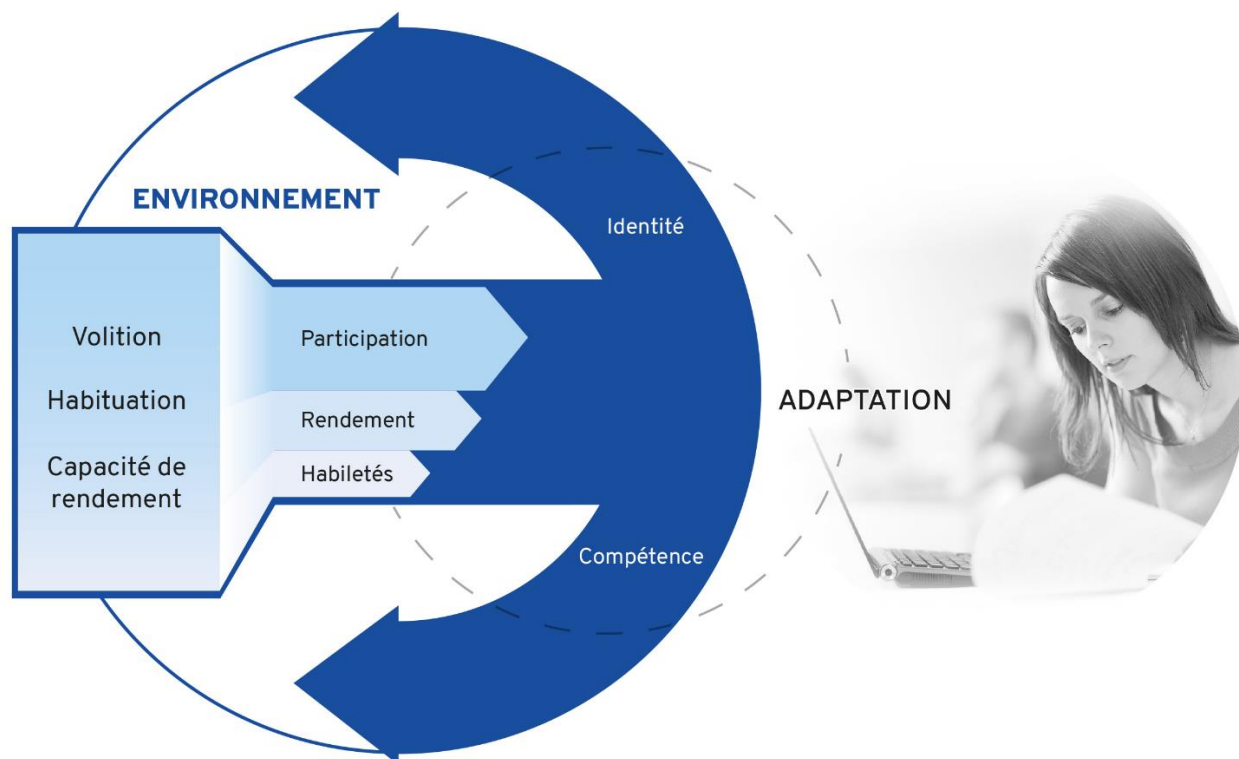 ENVIRONNEMENT
Volition
Habituation
Capacité de
rendement
Participation
Rendement
Habiletés
Identité
Compétence
ADAPTATION